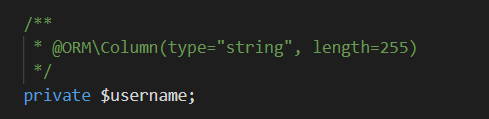 /**
 * @ORM\Column(type="string", length=255)
 */
private $username;